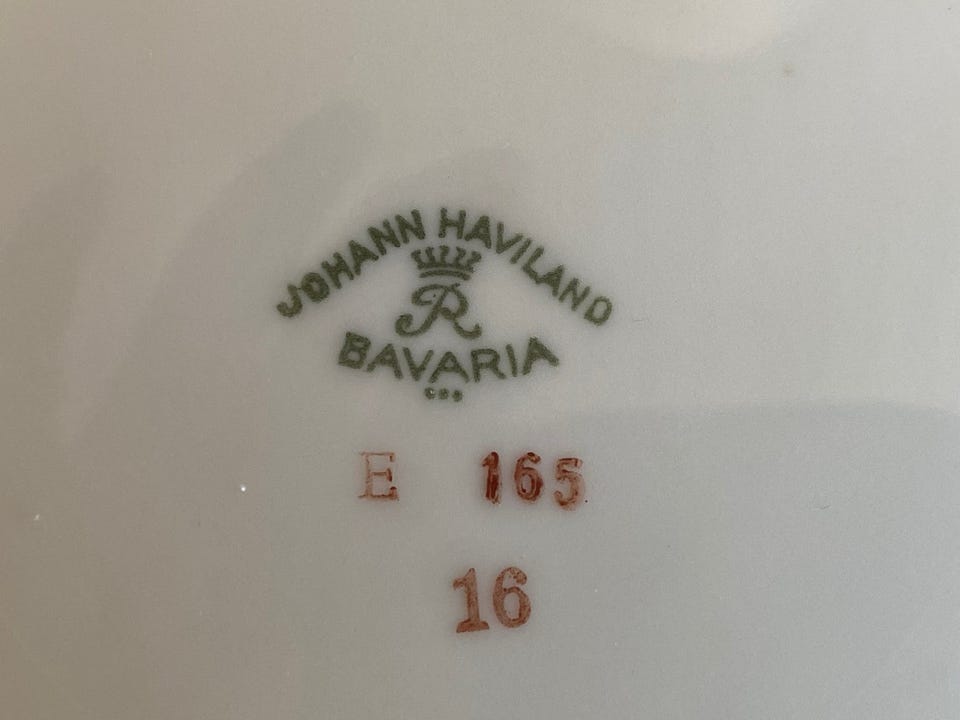 JOHANN HAVILAND
R
BAVARIA
E 165
16